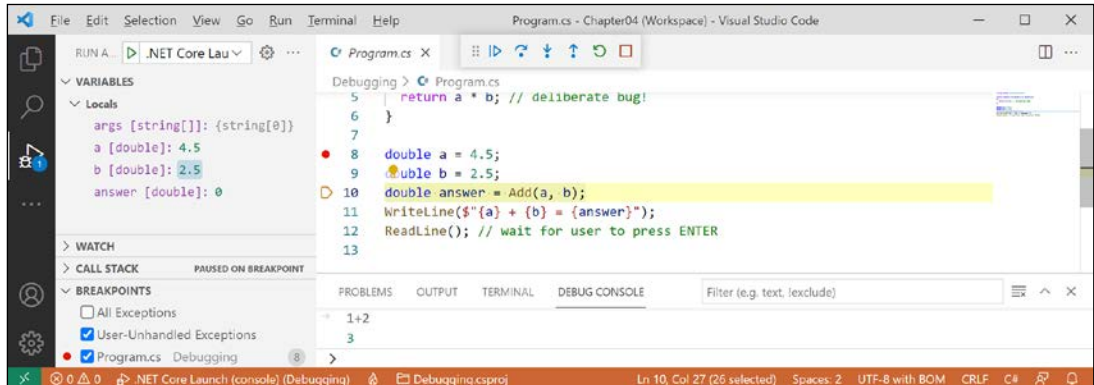 File Edit Selection View Go Run Terminal Help Program.cs - Chapter04 (Workspace) - Visual Studio Code
RUN A... .NET Core Lau
VARIABLES
Locals
args [string[]]: {string[0]}
a [double]: 4.5
b [double]: 2.5
answer [double]: 0
WATCH
CALL STACK PAUSED ON BREAKPOINT
BREAKPOINTS
All Exceptions
User-Unhandled Exceptions
Program.cs Debugging 8
Program.cs
Debugging > Program.cs
5 return a * b; // deliberate bug!
6 }
7
8 double a = 4.5;
9 uble b = 2.5;
10 double answer = Add(a, b);
11 WriteLine($"{a} + {b} = {answer}");
12 ReadLine(); // wait for user to press ENTER
13
PROBLEMS OUTPUT TERMINAL DEBUG CONSOLE Filter (e.g. text, !exclude)
1+2
3
>
0 0 .NET Core Launch (console) (Debugging) Debugging.csproj Ln 10, Col 27 (26 selected) Spaces: 2 UTF-8 with BOM CRLF C#